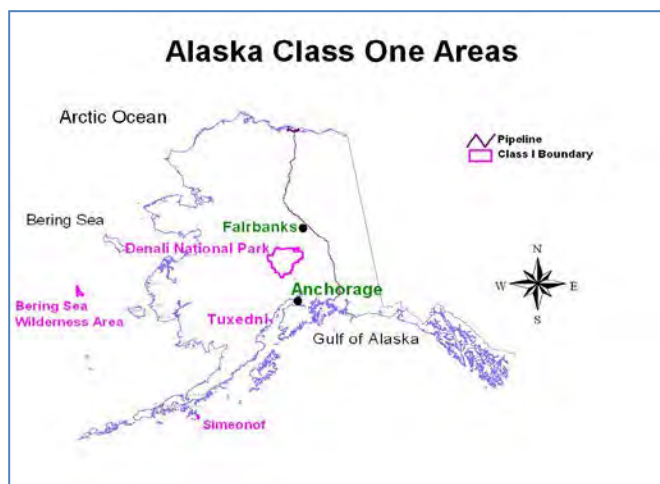 Alaska Class One Areas
Arctic Ocean
Pipeline
Class I Boundary
Bering Sea
Fairbanks
Denali National Park
N
W
E
S
Bering Sea
Wilderness Area
Anchorage
Tuxedni
Gulf of Alaska
Simeonof